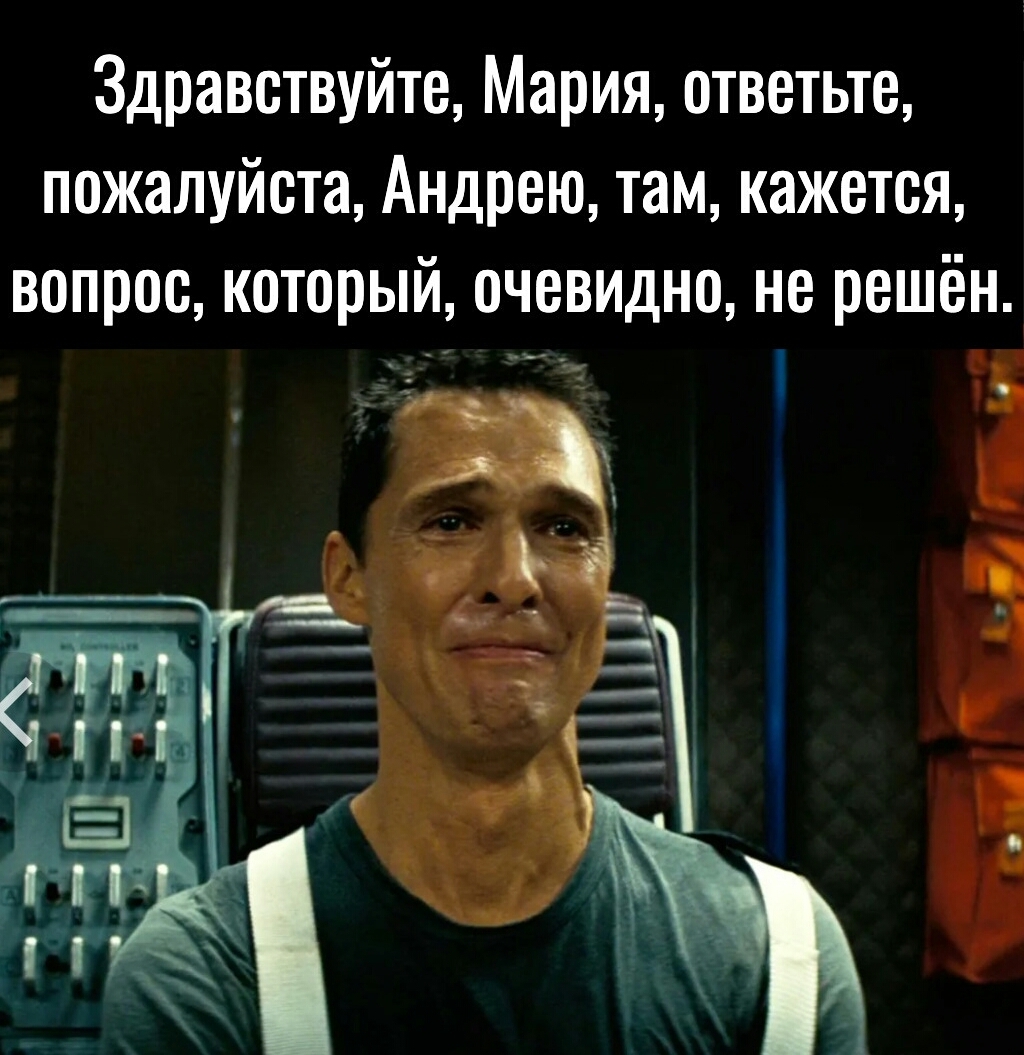 Здравствуйте, Мария, ответьте,
пожалуйста, Андрею, там, кажется,
вопрос, который, очевидно, не решён.